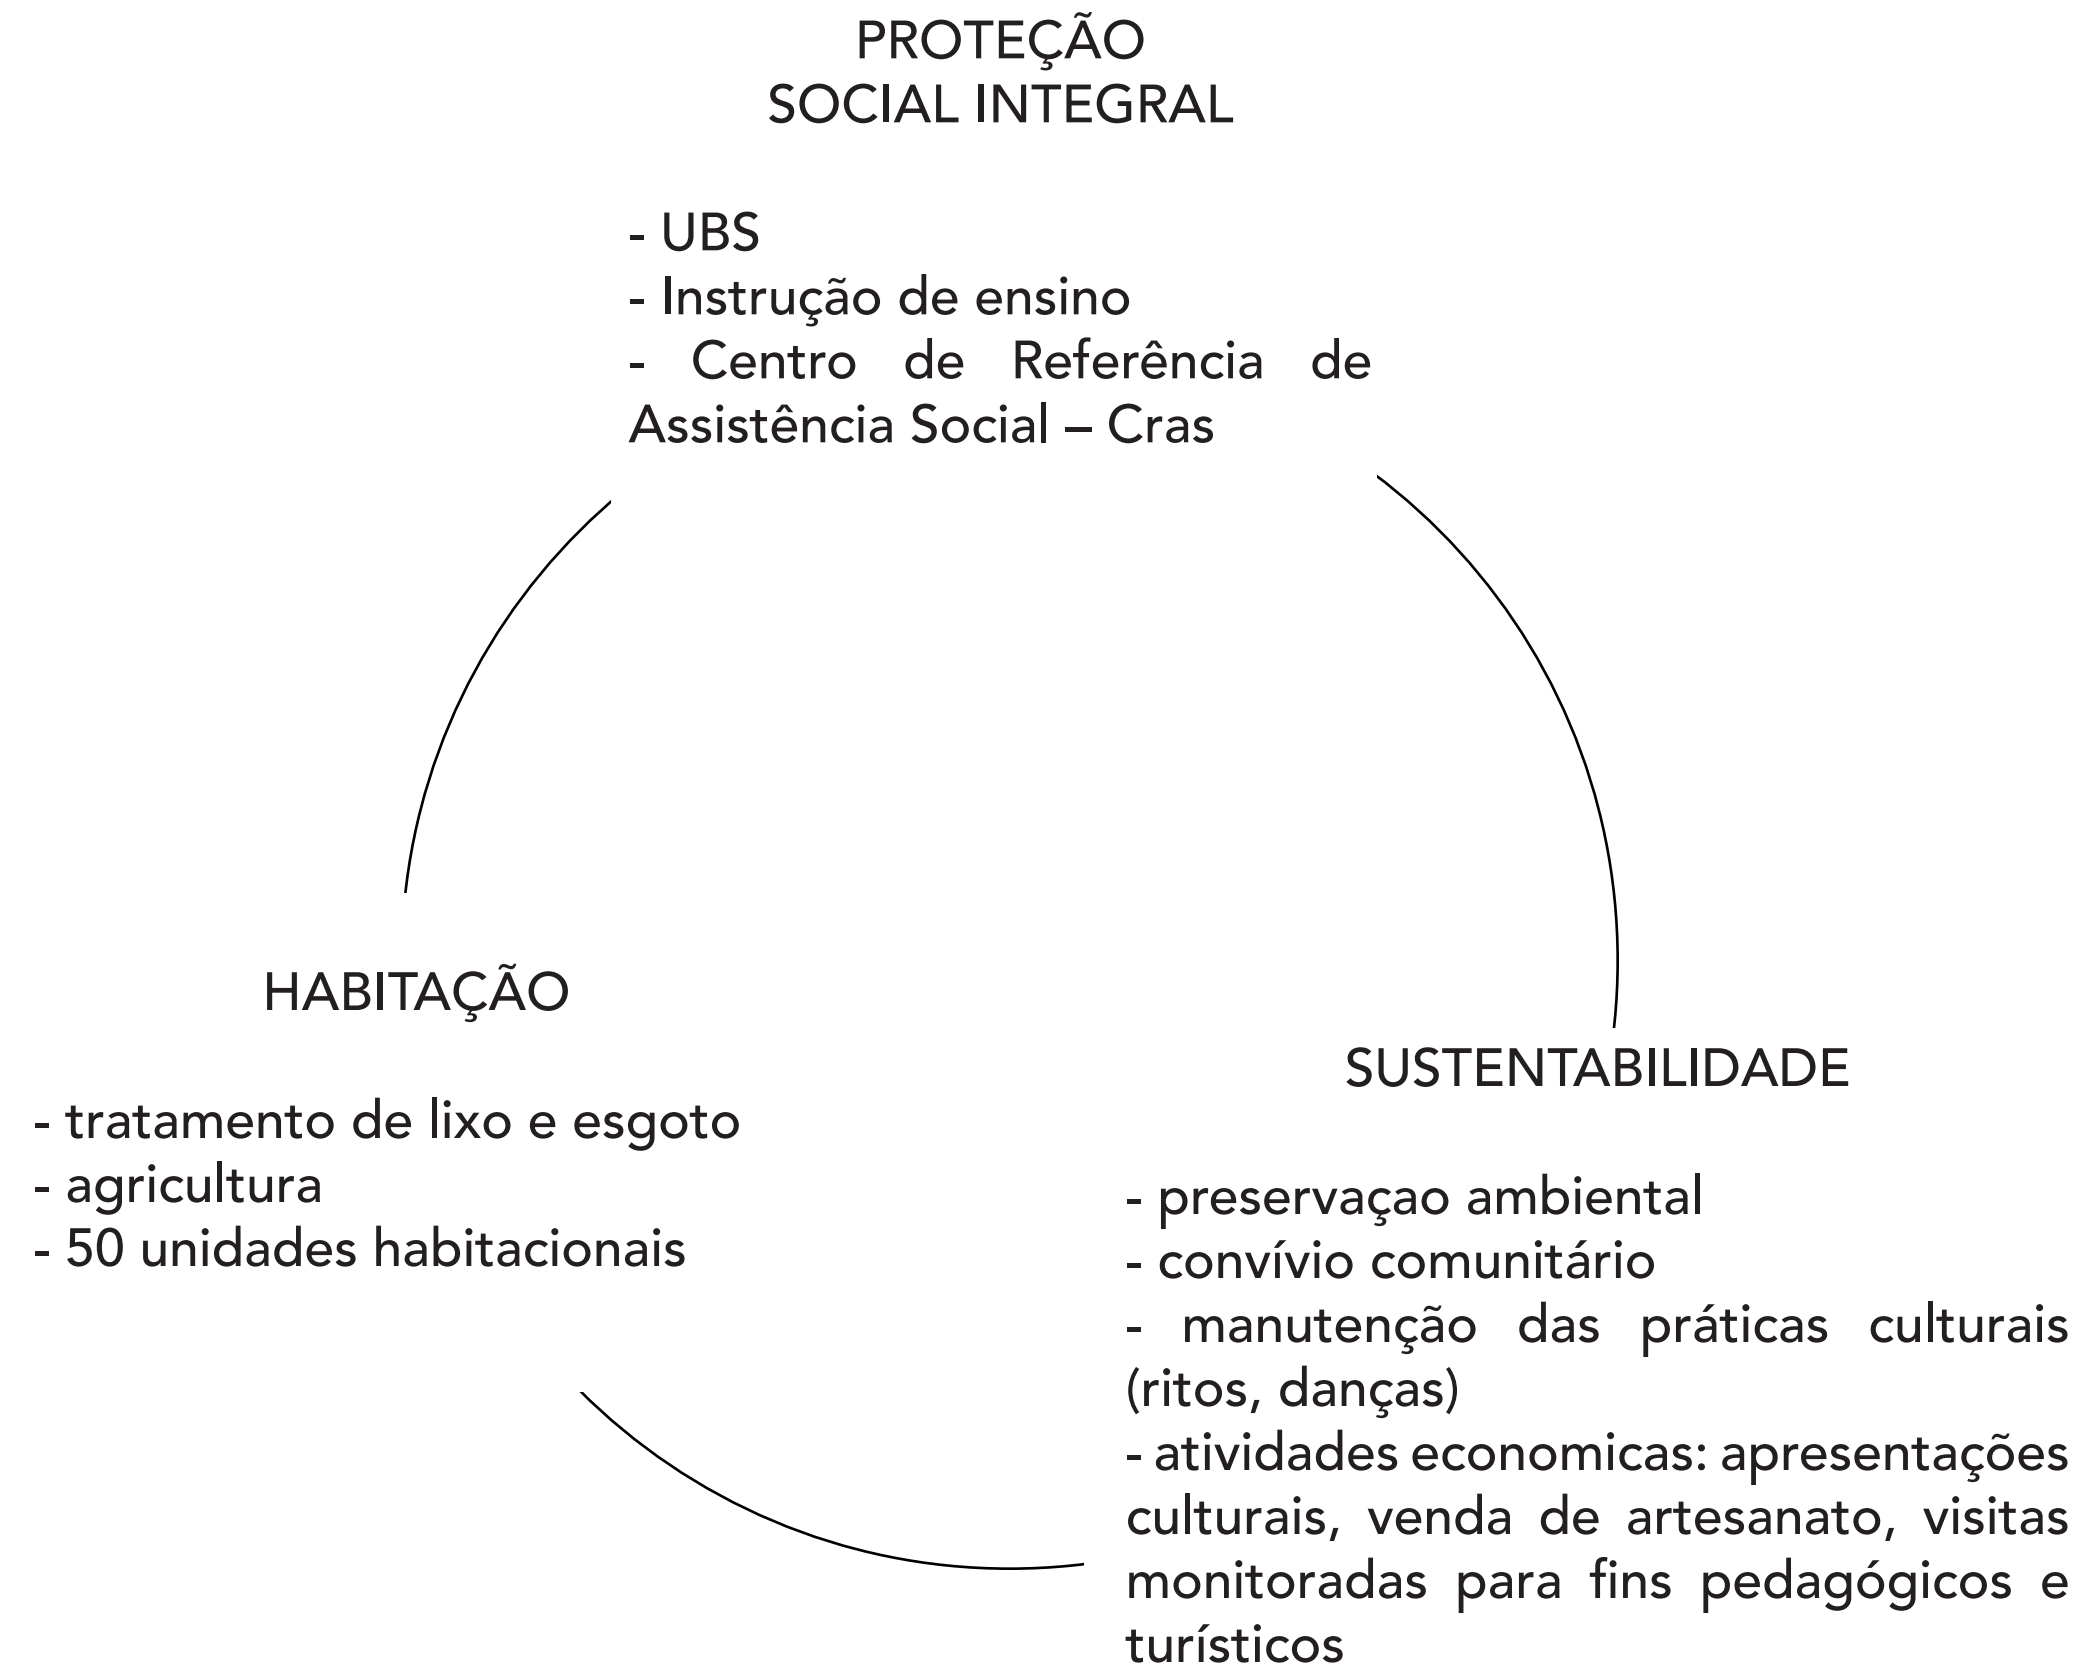 PROTEÇÃO
SOCIAL INTEGRAL
- UBS
- Instrução de ensino
- Centro de Referência de
Assistência Social – Cras
HABITAÇÃO
- tratamento de lixo e esgoto
- agricultura
- 50 unidades habitacionais
SUSTENTABILIDADE
- preservaçao ambiental
- convívio comunitário
- manutenção das práticas culturais
(ritos, danças)
- atividades economicas: apresentações
culturais, venda de artesanato, visitas
monitoradas para fins pedagógicos e
turísticos